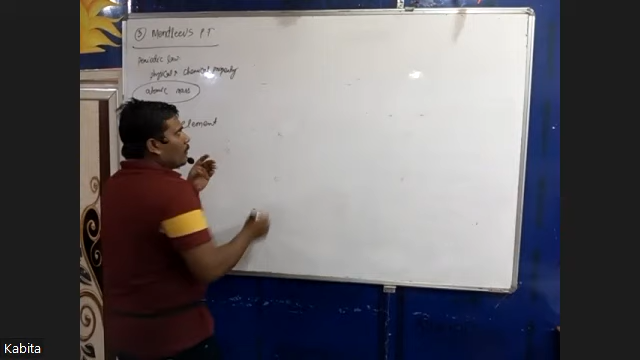 ③ Mendleev's P.T
Periodic law
Physical & chemical property
atomic mass
element
Kabita